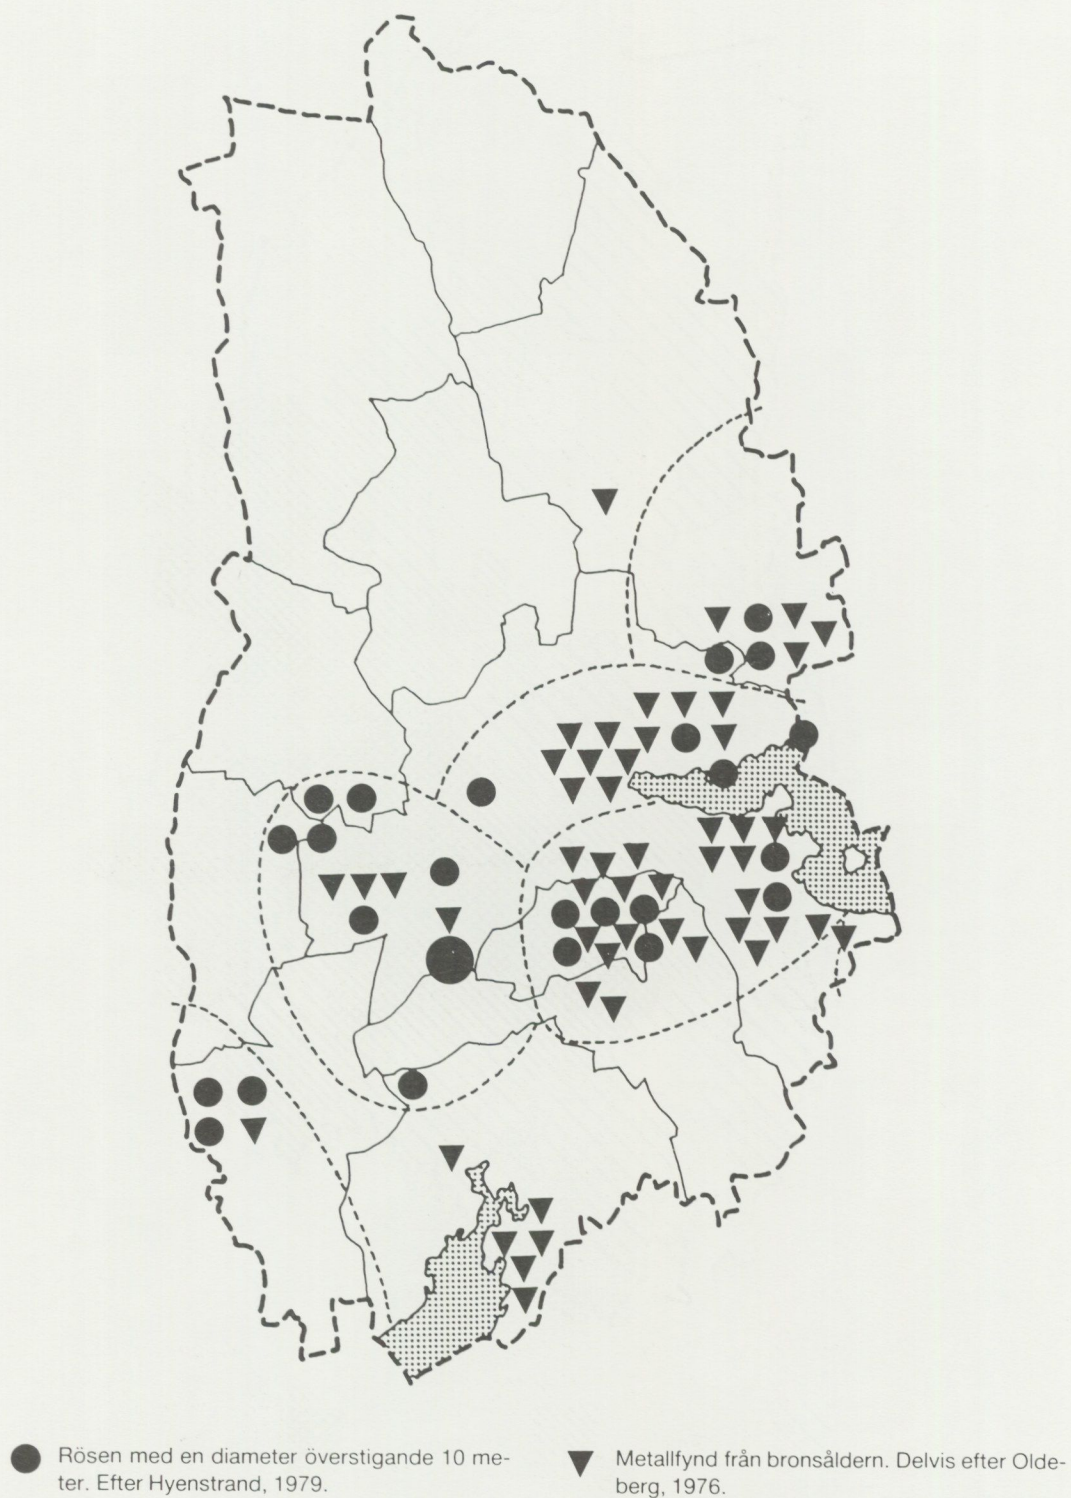 Rösen med en diameter överstigande 10 me-
ter. Efter Hyenstrand, 1979.
Metallfynd från bronsåldern. Delvis efter Olde-
berg, 1976.